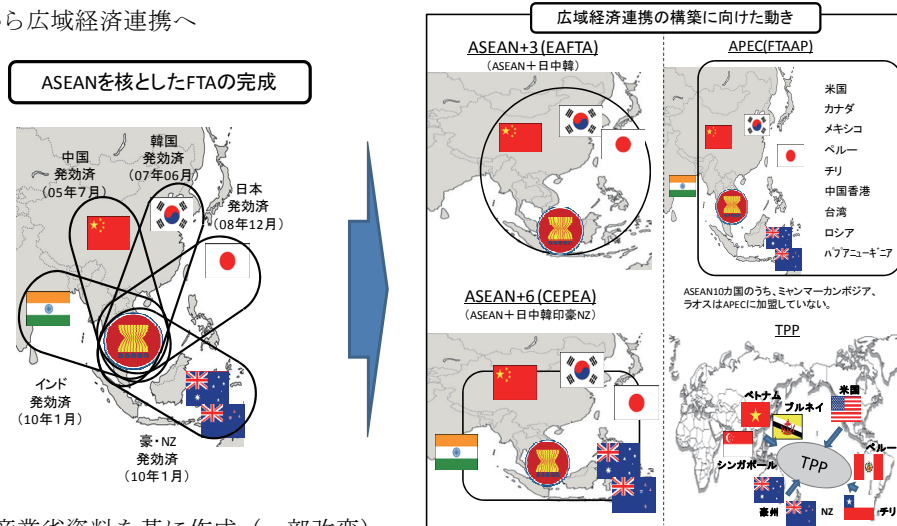 ら広域経済連携へ
ASEANを核としたFTAの完成
中国
発効済
(05年7月)
韓国
発効済
(07年06月)
日本
発効済
(08年12月)
インド
発効済
(10年1月)
豪・NZ
発効済
(10年1月)
広域経済連携の構築に向けた動き
ASEAN+3(EAFTA)
(ASEAN+日中韓)
APEC(FTAAP)
米国
カナダ
メキシコ
ペルー
チリ
中国香港
台湾
ロシア
パプアニューギニア
ASEAN10カ国のうち、ミャンマーカンボジア、
ラオスはAPECに加盟していない。
ASEAN+6(CEPEA)
(ASEAN+日中韓印豪NZ)
TPP
ベトナム
ブルネイ
米国
シンガポール
TPP
ペルー
豪州
NZ
チリ
産業省資料を基に作成(一部改変)